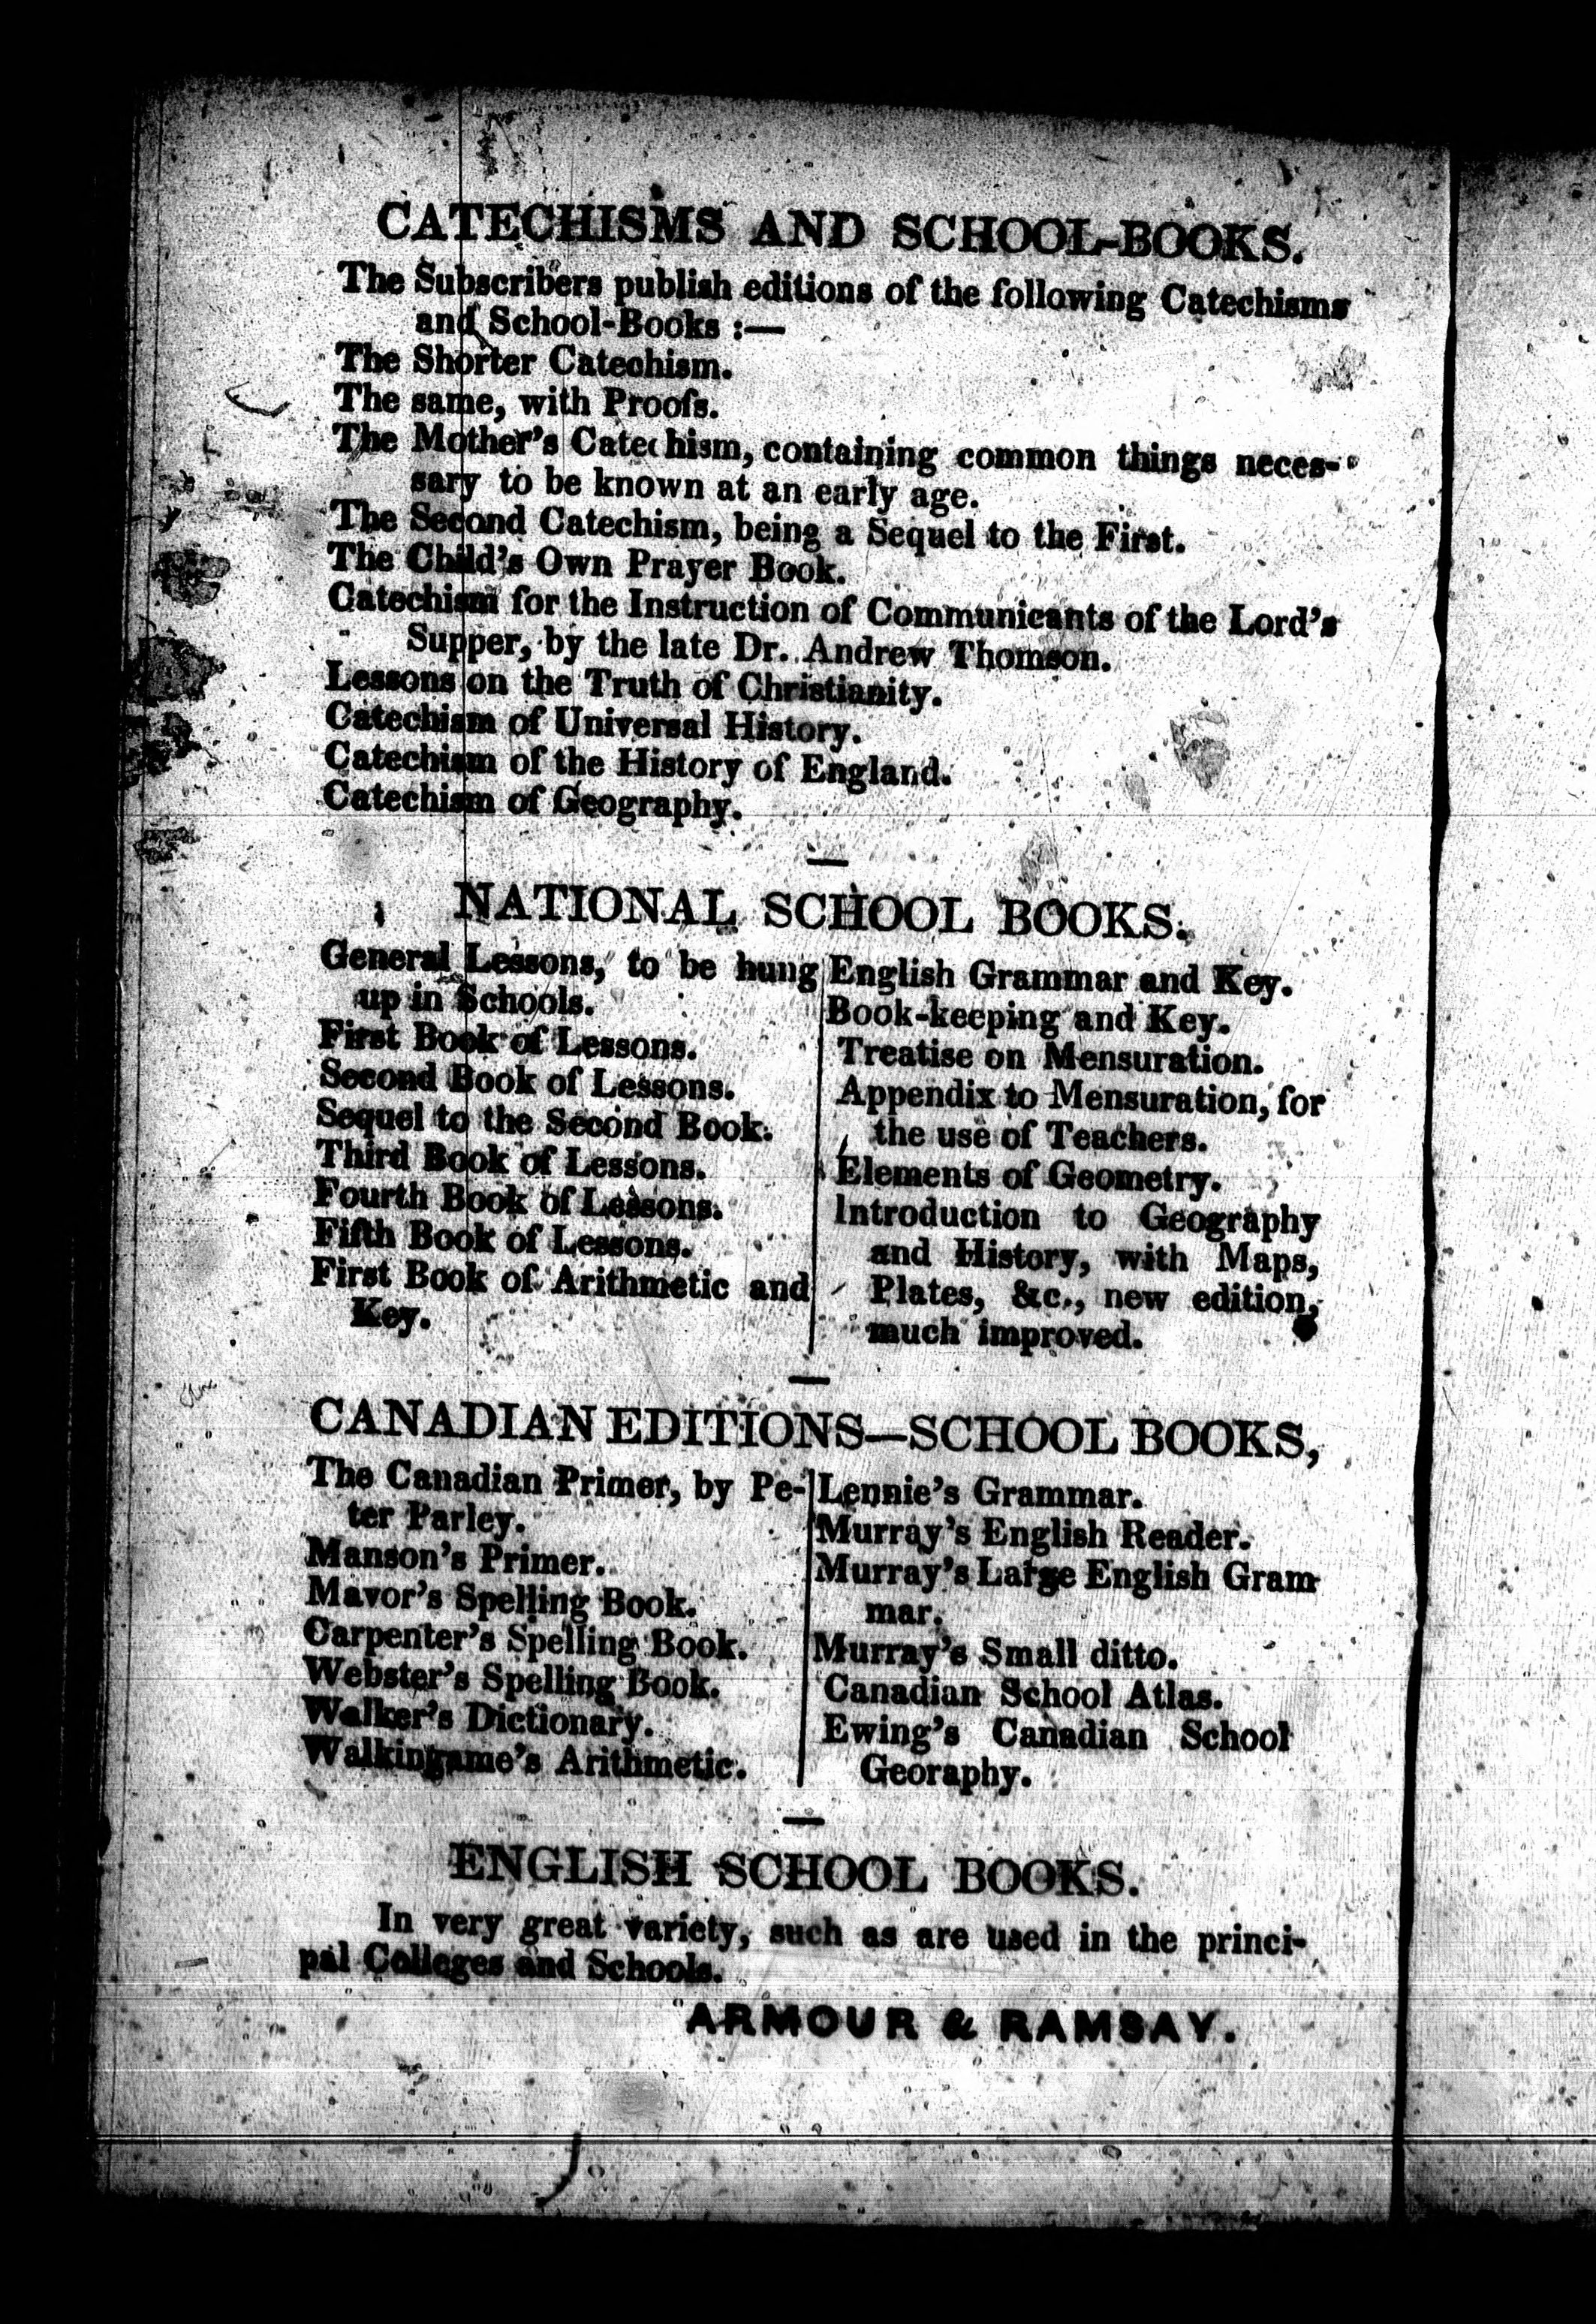 CATECHISMS AND SCHOOL-BOOKS.
The Subscribers publish editions of the following Catechisms
and School-Books :—
The Shorter Catechism.
The same, with Proofs.
The Mother's Catechism, containing common things neces-
sary to be known at an early age.
The Second Catechism, being a Sequel to the First.
The Child's Own Prayer Book.
Catechism for the Instruction of Communicants of the Lord's
Supper, by the late Dr. Andrew Thomson.
Lessons on the Truth of Christianity.
Catechism of Universal History.
Catechism of the History of England.
Catechism of Geography.
NATIONAL SCHOOL BOOKS.
General Lessons, to be hung
up in Schools.
First Book of Lessons.
Second Book of Lessons.
Sequel to the Second Book.
Third Book of Lessons.
Fourth Book of Lessons.
Fifth Book of Lessons.
First Book of Arithmetic and
Key.
English Grammar and Key.
Book-keeping and Key.
Treatise on Mensuration.
Appendix to Mensuration, for
the use of Teachers.
Elements of Geometry.
Introduction to Geography
and History, with Maps,
Plates, &c., new edition,
much improved.
CANADIAN EDITIONS—SCHOOL BOOKS,
The Canadian Primer, by Pe-
ter Parley.
Manson's Primer.
Mavor's Spelling Book.
Carpenter's Spelling Book.
Webster's Spelling Book.
Walker's Dictionary.
Walkingame's Arithmetic.
Lennie's Grammar.
Murray's English Reader.
Murray's Large English Gram
mar.
Murray's Small ditto.
Canadian School Atlas.
Ewing's Canadian School
Georaphy.
ENGLISH SCHOOL BOOKS.
In very great variety, such as are used in the princi-
pal Colleges and Schools.
ARMOUR & RAMSAY.